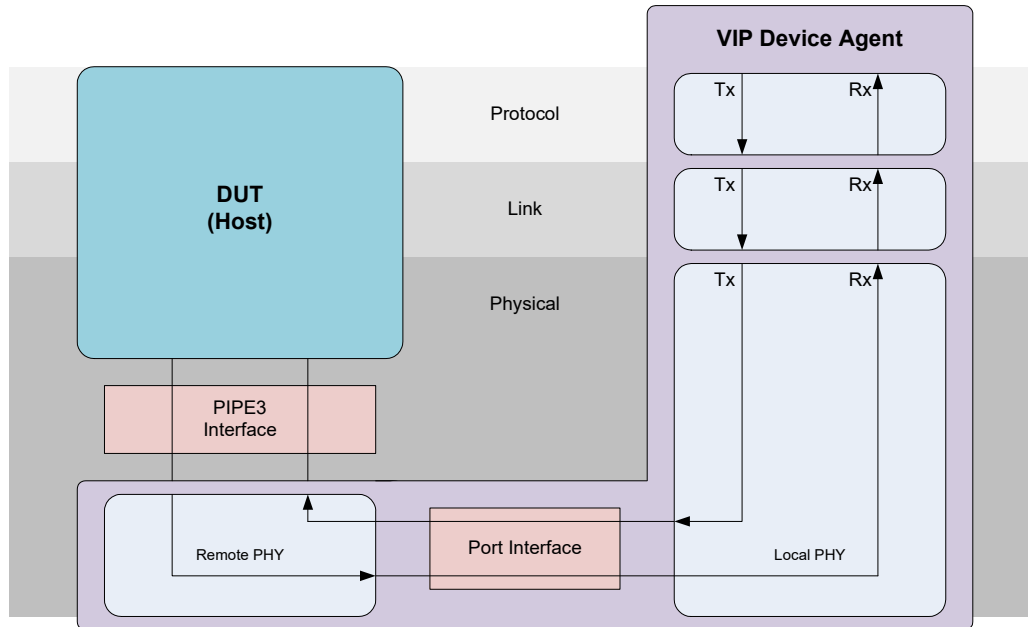 VIP Device Agent
Tx
Rx
Protocol
DUT
(Host)
Tx
Rx
Link
Tx
Rx
Physical
PIPE3
Interface
Remote PHY
Port Interface
Local PHY